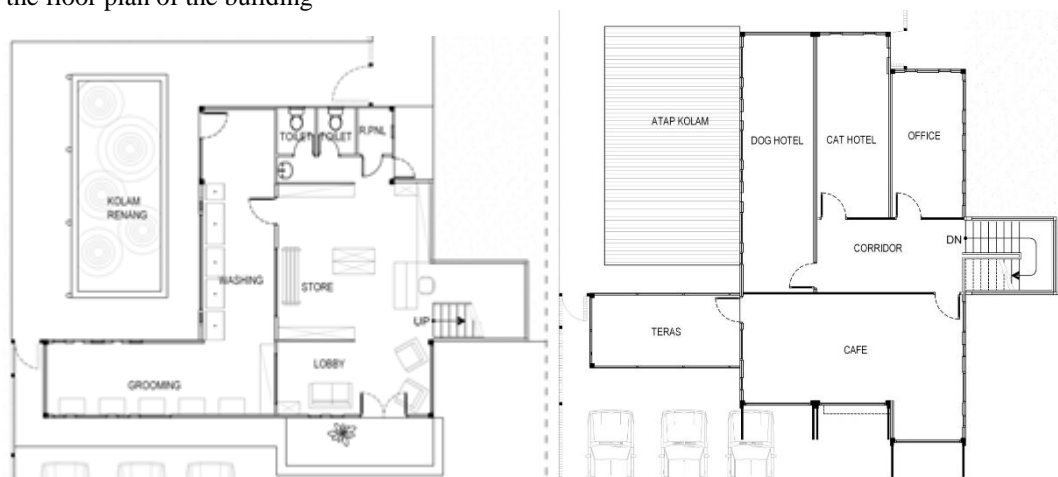 the floor plan of the building
TOILET
TOILET
R.PNL
KOLAM
RENANG
WASHING
STORE
UP
LOBBY
GROOMING
ATAP KOLAM
DOG HOTEL
CAT HOTEL
OFFICE
CORRIDOR
DN
TERAS
CAFE